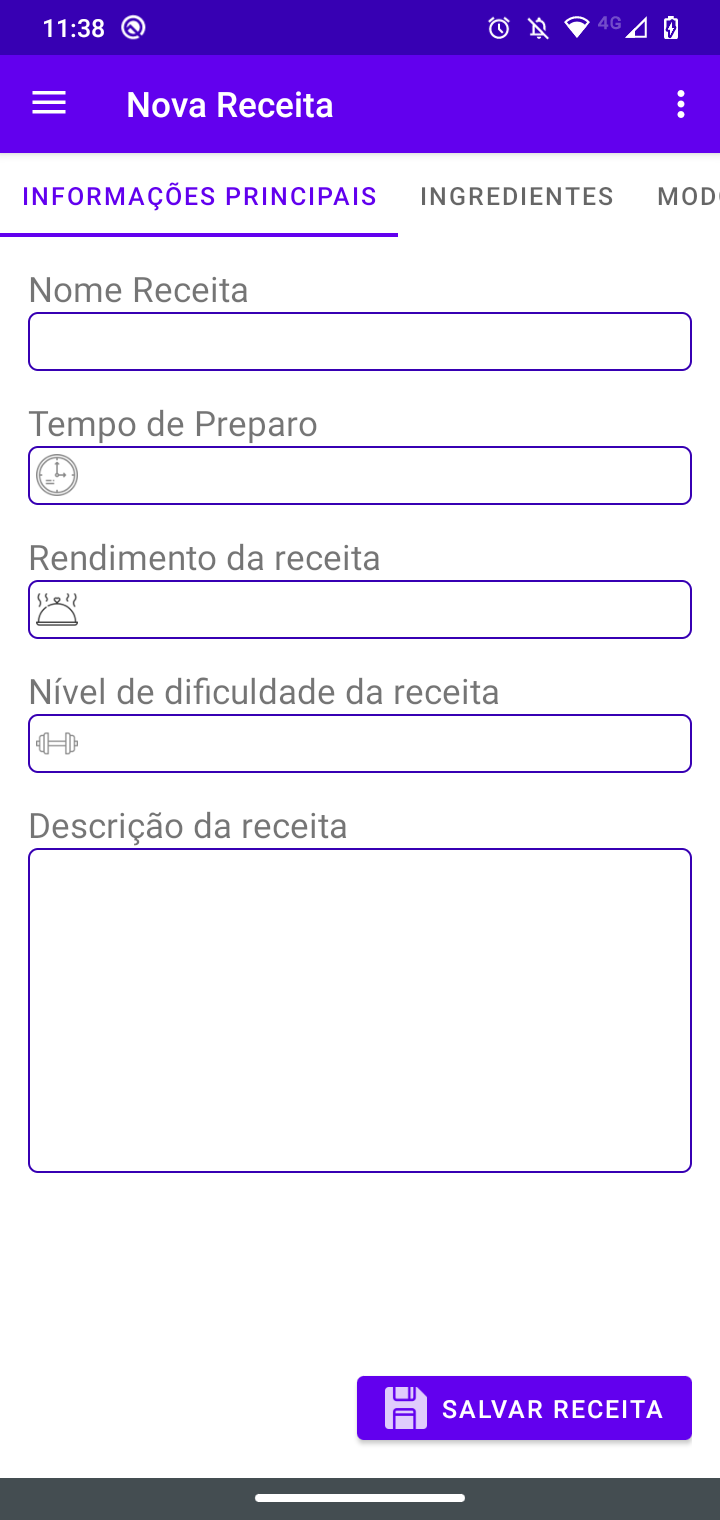 11:38
4G
Nova Receita
INFORMAÇÕES PRINCIPAIS INGREDIENTES MOD
Nome Receita
Tempo de Preparo
Rendimento da receita
Nível de dificuldade da receita
Descrição da receita
SALVAR RECEITA